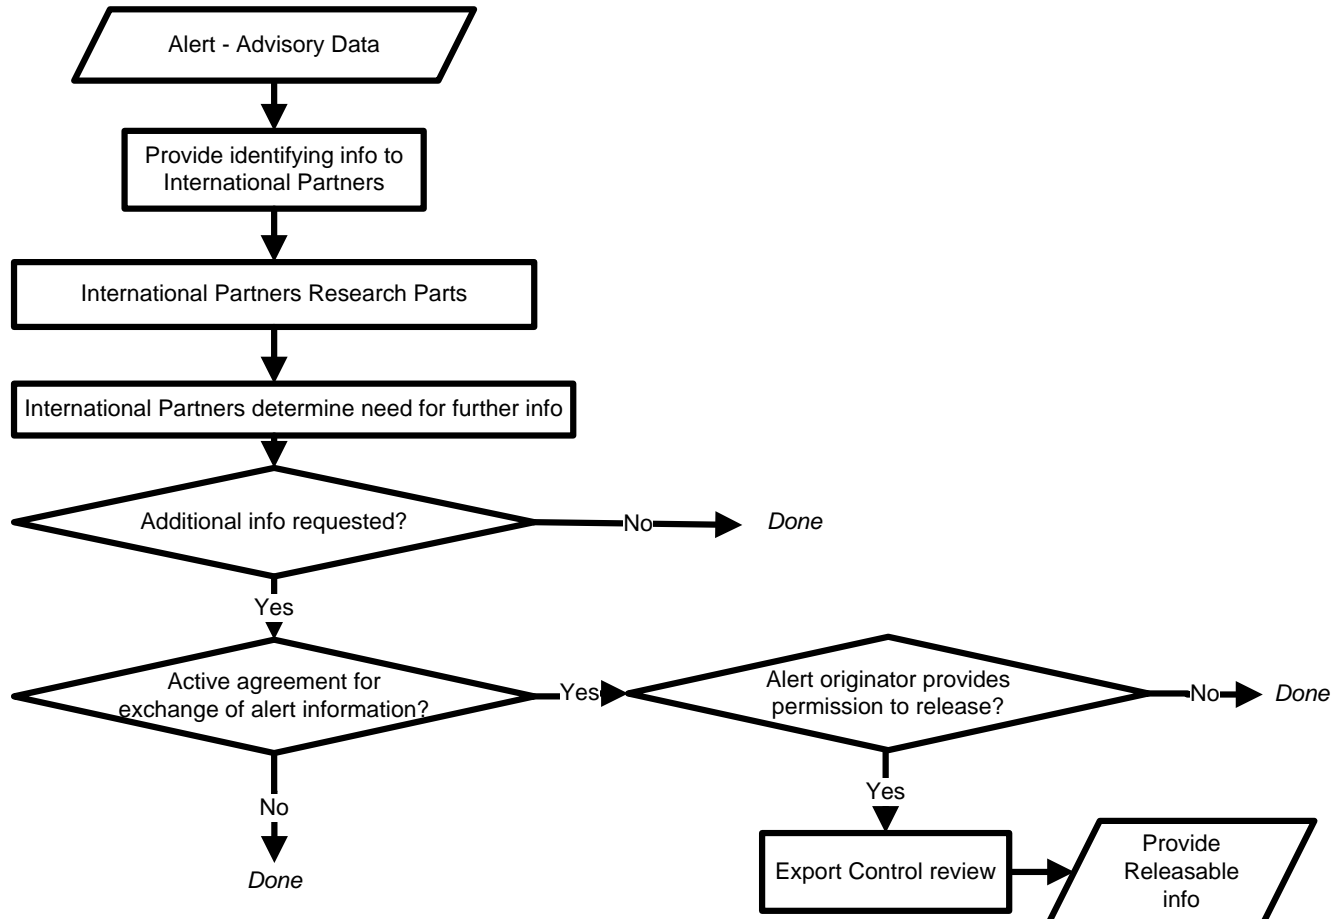 Alert - Advisory Data
Provide identifying info to
International Partners
International Partners Research Parts
International Partners determine need for further info
Additional info requested?
No
Done
Yes
Active agreement for
exchange of alert information?
Yes
Alert originator provides
permission to release?
No
Done
No
Done
Yes
Export Control review
Provide
Releasable
info